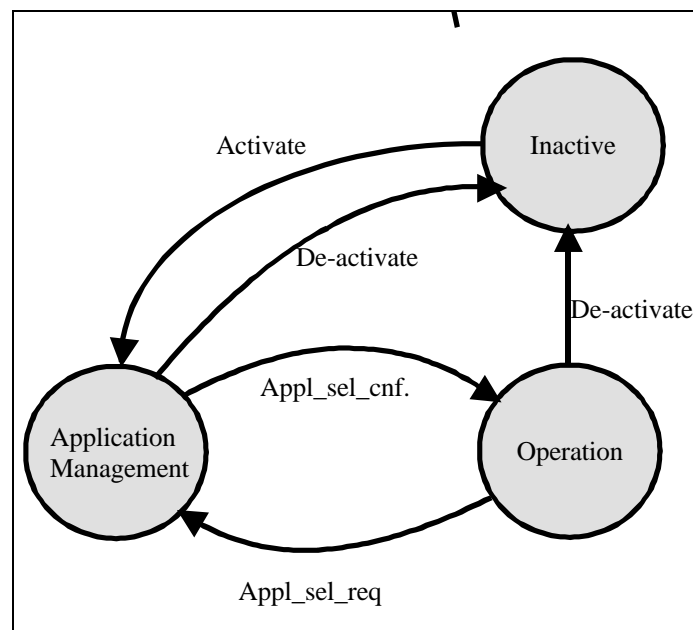 Activate
Inactive
De-activate
De-activate
Appl_sel_cnf.
Application
Management
Operation
Appl_sel_req